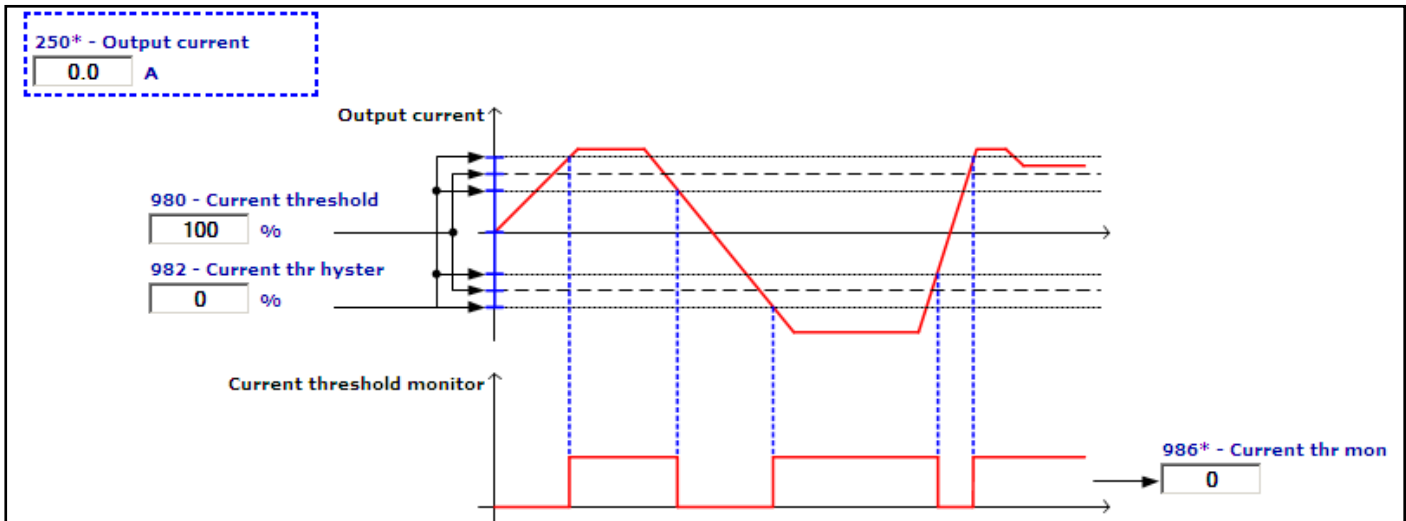 250* - Output current
0.0 A
Output current
980 - Current threshold
100 %
982 - Current thr hyster
0 %
Current threshold monitor
986* - Current thr mon
0